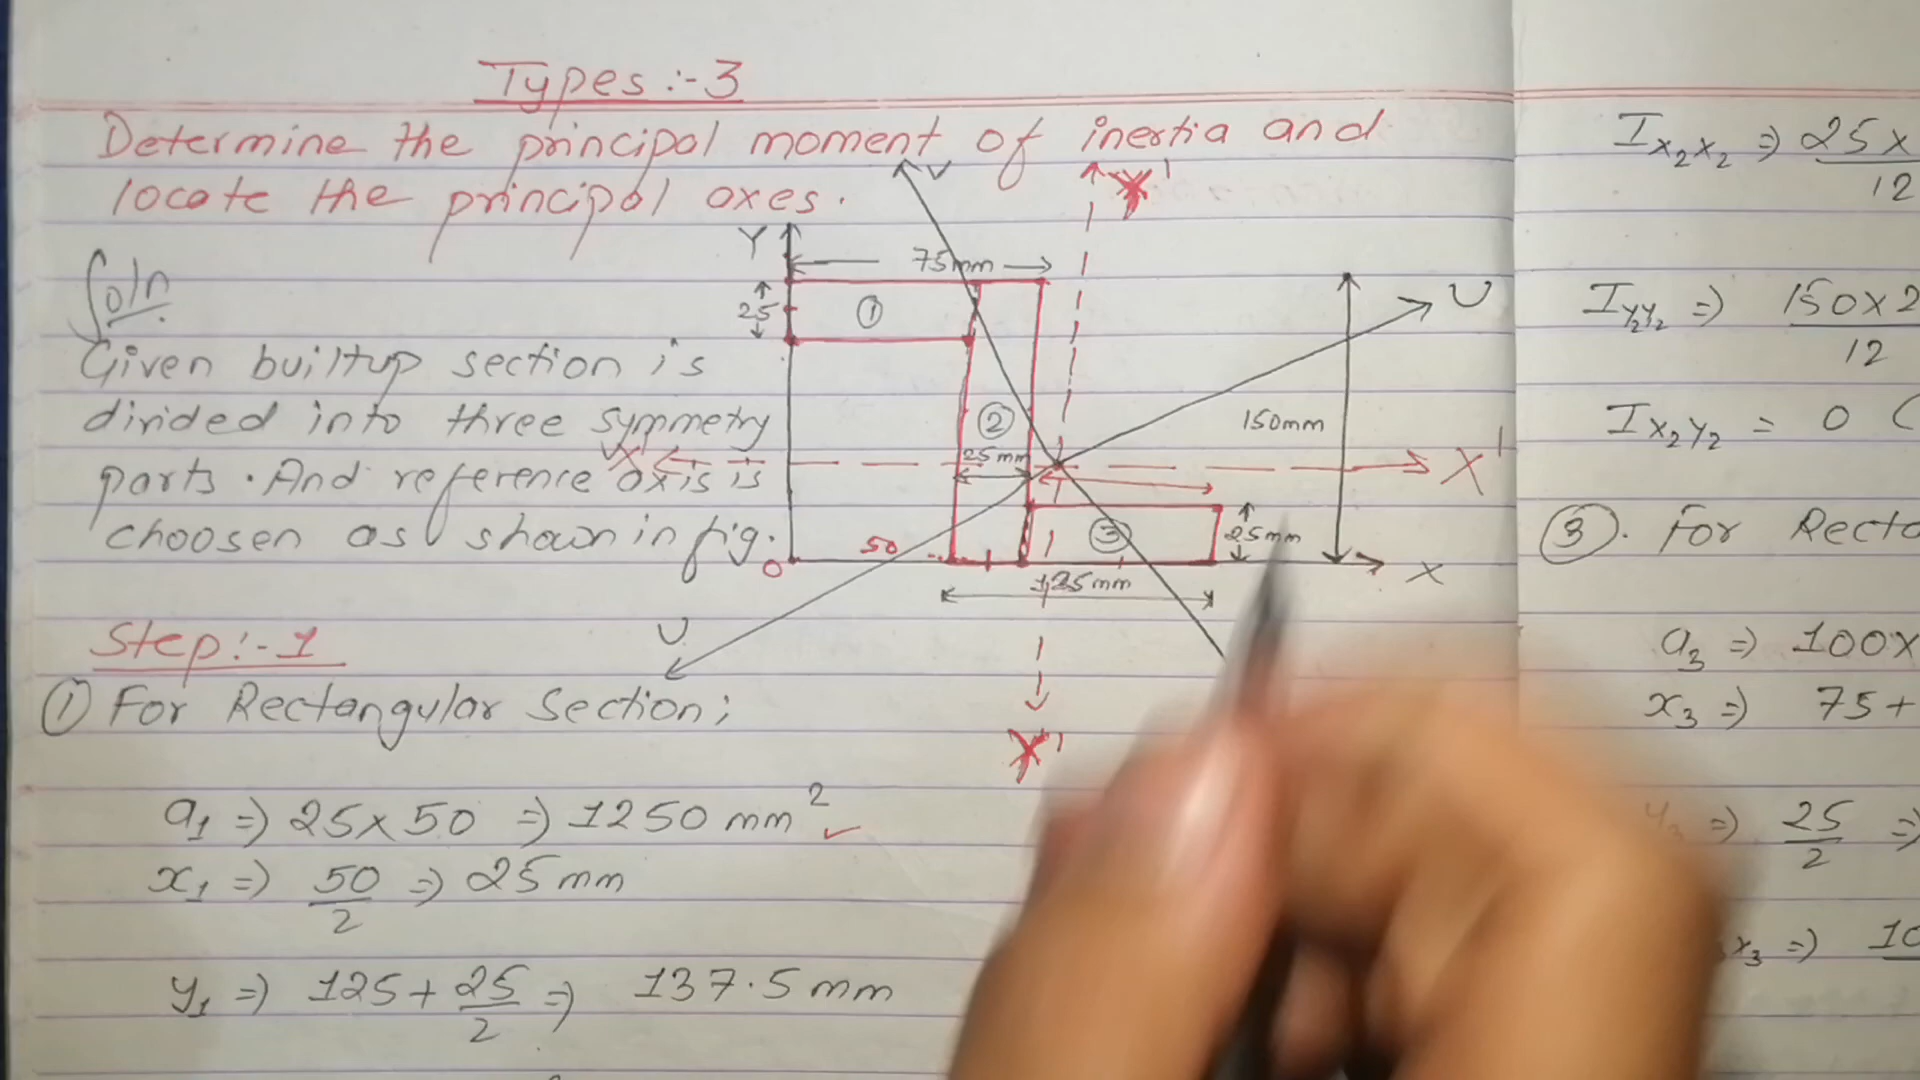 Types :- 3
Determine the principal moment of inertia and
locate the principal axes.
Soln
Given builtup section is
divided into three symmetry
parts. And reference axis is
choosen as shown in fig.
V
Y
75mm
25
①
②
25 mm
150mm
U
X'
X'
③
25mm
50
O
X
125mm
U
Step :- 1
① For Rectangular Section;
a1 => 25 x 50 => 1250 mm²
x1 => 50/2 => 25 mm
y1 => 125 + 25/2 => 137.5 mm
Ix2x2 => 25 x
12
Iy2y2 => 150 x 2
12
Ix2y2 = 0 (
③. For Recta
a3 => 100 x
x3 => 75 +
=> 25/2 =>
x3 => 10